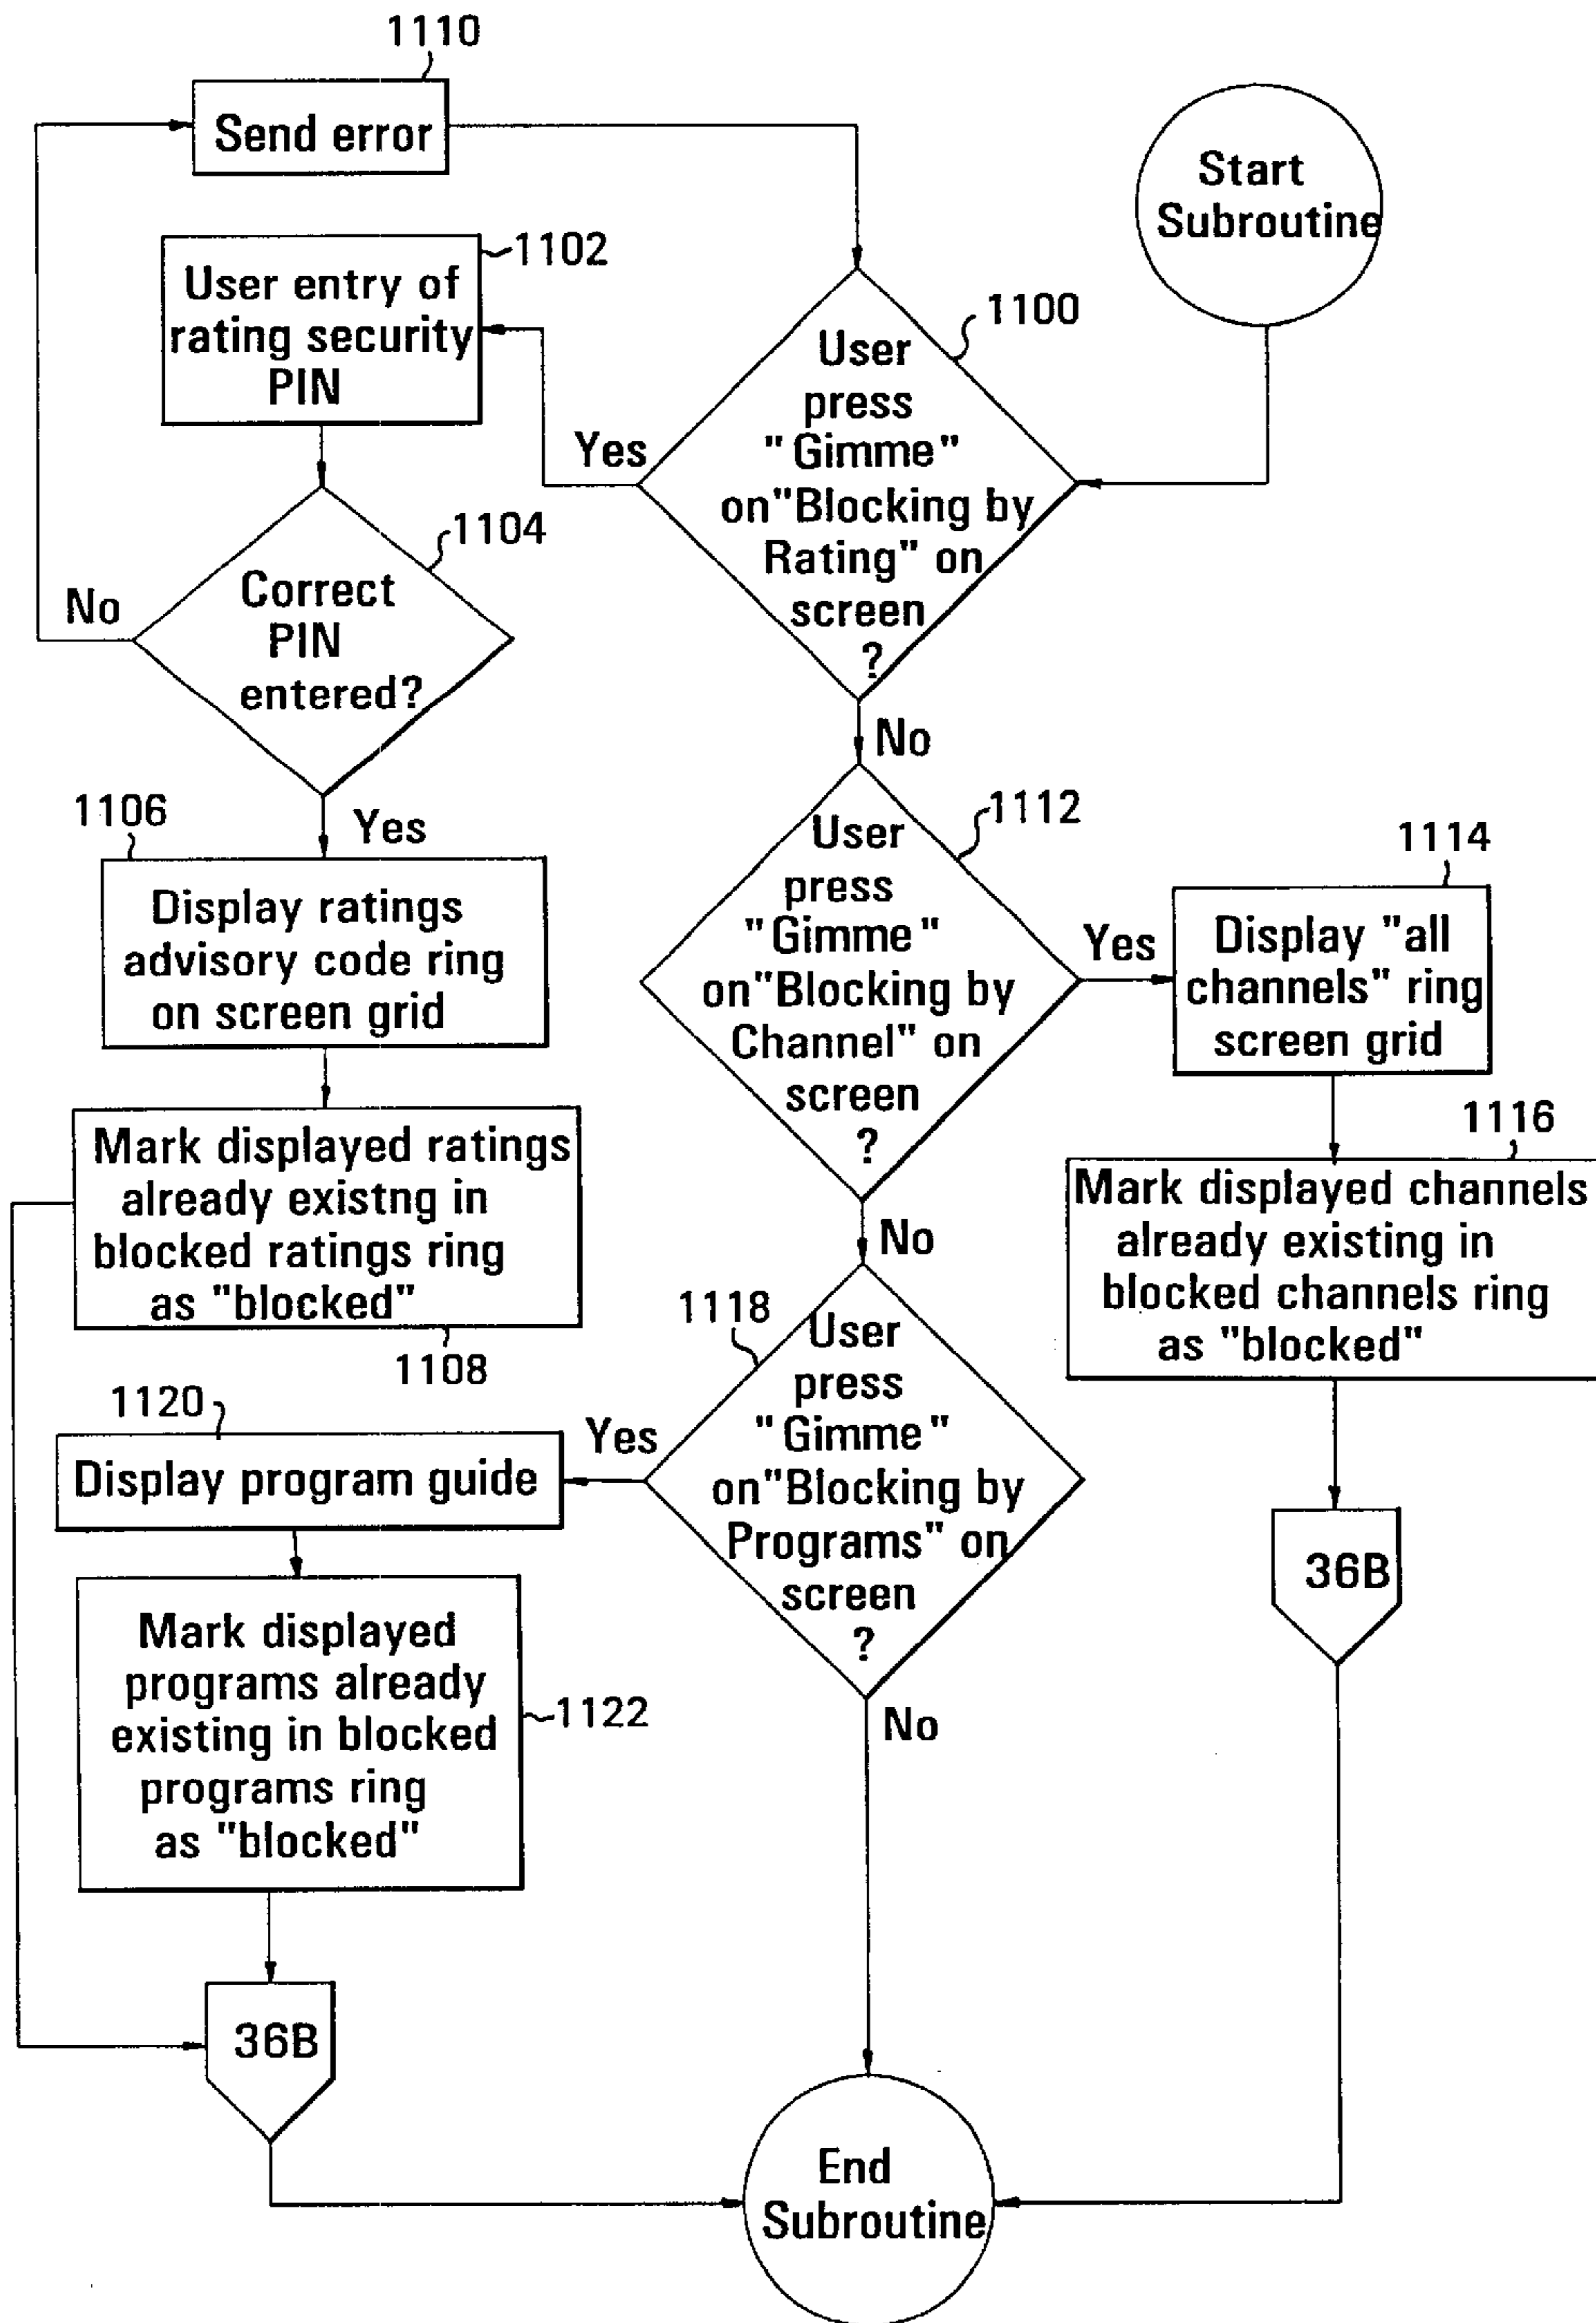 1110
Send error
Start
Subroutine
1102
User entry of
rating security
PIN
1100
User
press
"Gimme"
on"Blocking by
Rating" on
screen
?
Yes
No
1104
Correct
PIN
entered?
No
Yes
1106
Display ratings
advisory code ring
on screen grid
1112
User
press
"Gimme"
on"Blocking by
Channel" on
screen
?
Yes
No
1114
Display "all
channels" ring
screen grid
Mark displayed ratings
already existng in
blocked ratings ring
as "blocked"
1108
1116
Mark displayed channels
already existing in
blocked channels ring
as "blocked"
1118
User
press
"Gimme"
on"Blocking by
Programs" on
screen
?
Yes
No
1120
Display program guide
Mark displayed
programs already
existing in blocked
programs ring
as "blocked"
1122
36B
36B
End
Subroutine